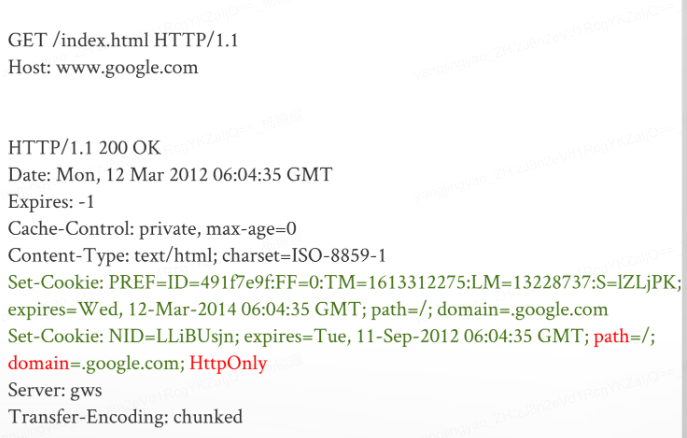 GET /index.html HTTP/1.1
Host: www.google.com
HTTP/1.1 200 OK
Date: Mon, 12 Mar 2012 06:04:35 GMT
Expires: -1
Cache-Control: private, max-age=0
Content-Type: text/html; charset=ISO-8859-1
Set-Cookie: PREF=ID=491f7e9f:FF=0:TM=1613312275:LM=13228737:S=lZLjPK;
expires=Wed, 12-Mar-2014 06:04:35 GMT; path=/; domain=.google.com
Set-Cookie: NID=LLiBUsjn; expires=Tue, 11-Sep-2012 06:04:35 GMT; path=/;
domain=.google.com; HttpOnly
Server: gws
Transfer-Encoding: chunked